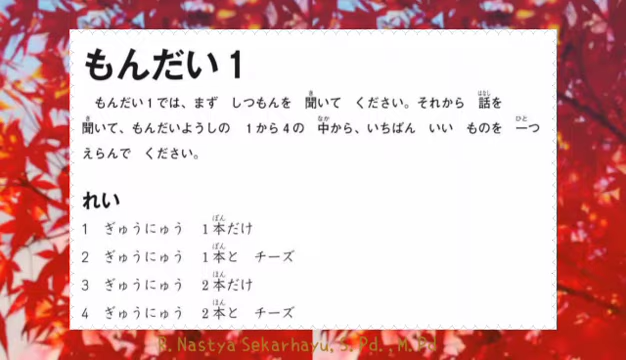 もんだい1
もんだい1では、まず しつもんを 聞いて ください。それから 話を
聞いて、もんだいようしの 1から4の 中から、いちばん いい ものを 一つ
えらんで ください。
れい
1 ぎゅうにゅう 1本だけ
2 ぎゅうにゅう 1本と チーズ
3 ぎゅうにゅう 2本だけ
4 ぎゅうにゅう 2本と チーズ
R. Nastya Sekarhayu, S. Pd., M. Pd